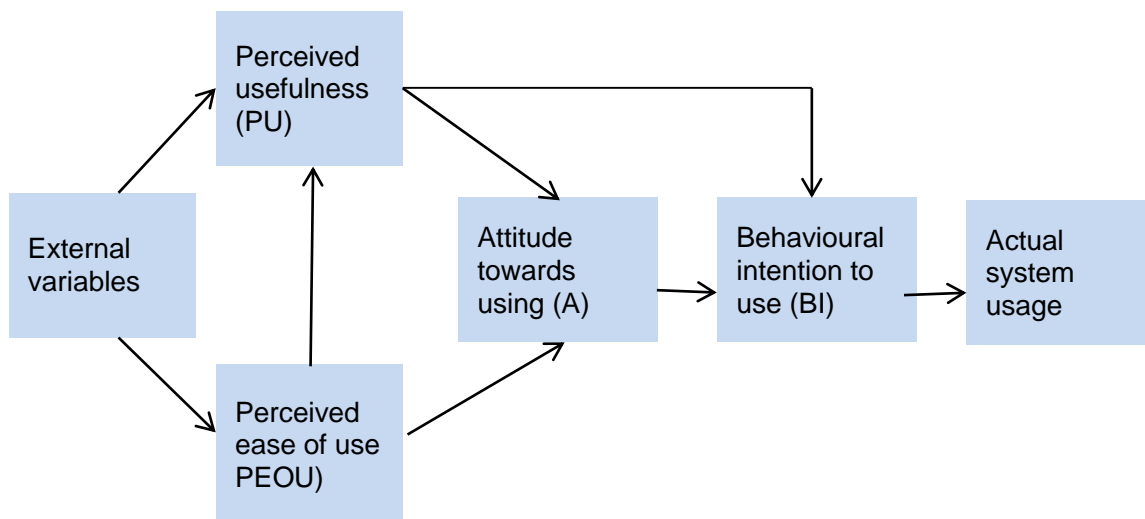 Perceived
usefulness
(PU)
External
variables
Attitude
towards
using (A)
Behavioural
intention to
use (BI)
Actual
system
usage
Perceived
ease of use
PEOU)